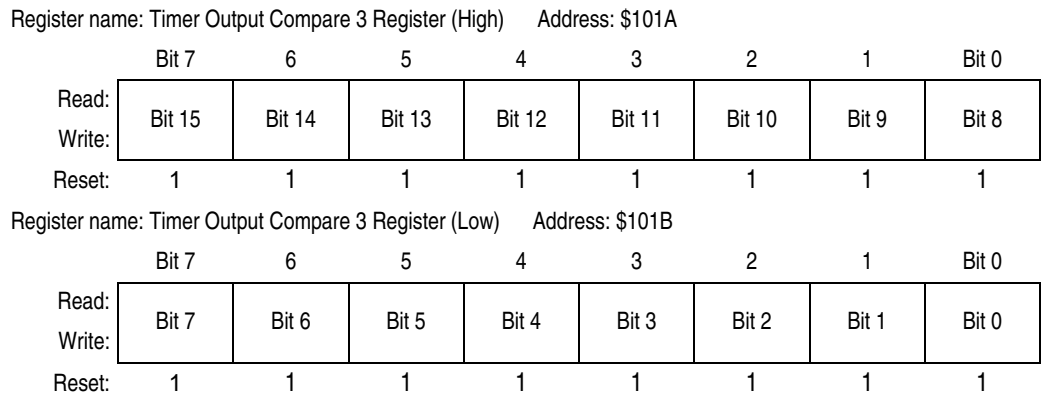 Register name: Timer Output Compare 3 Register (High) Address: $101A
Bit 7 6 5 4 3 2 1 Bit 0
Read:
Bit 15 Bit 14 Bit 13 Bit 12 Bit 11 Bit 10 Bit 9 Bit 8
Write:
Reset: 1 1 1 1 1 1 1 1
Register name: Timer Output Compare 3 Register (Low) Address: $101B
Bit 7 6 5 4 3 2 1 Bit 0
Read:
Bit 7 Bit 6 Bit 5 Bit 4 Bit 3 Bit 2 Bit 1 Bit 0
Write:
Reset: 1 1 1 1 1 1 1 1